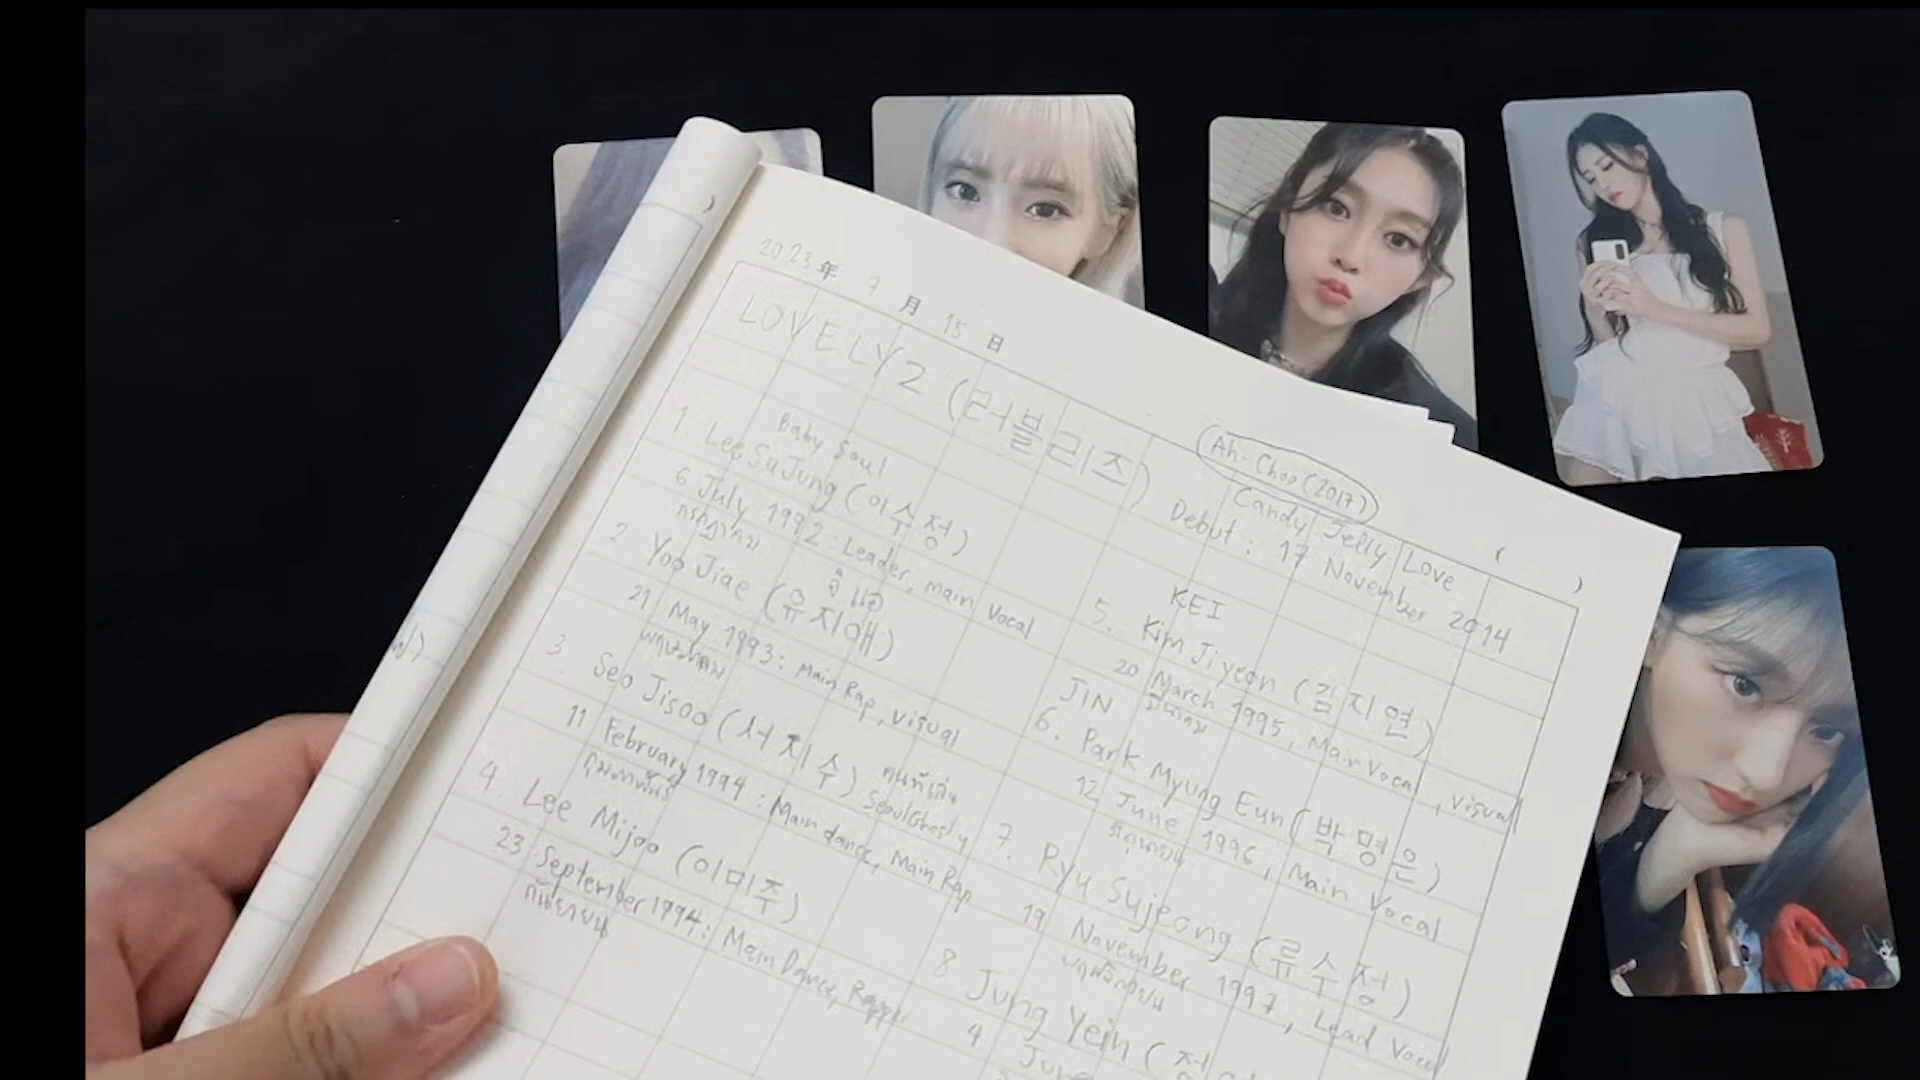 2023年 7 月 15 日
LOVELYZ (러블리즈)
Ah-Choo (2017)
Candy Jelly Love
Debut : 17 November 2014
( )
Baby Soul
1. Lee SuJung (이수정)
6 July 1992 : Leader, main Vocal
กรกฎาคม
จีแอ
2 Yoo Jiae (유지애)
21 May 1993 : Main Rap, visual
พฤษภาคม
3 Seo Jisoo (서지수)
11 February 1994 : Main dance, Main Rap
กุมภาพันธ์
4. Lee Mijoo (이미주)
23 September 1994 : Main Dance, Rapper
กันยายน
KEI
5. Kim Jiyeon (김지연)
20 March 1995, Main Vocal, visual
มีนาคม
JIN
6. Park Myung Eun (박명은)
12 June 1996, Main Vocal
มิถุนายน
7. Ryu Sujeong (류수정)
19 November 1997, Lead Vocal
พฤศจิกายน
8 Jung Yein (정
4 June